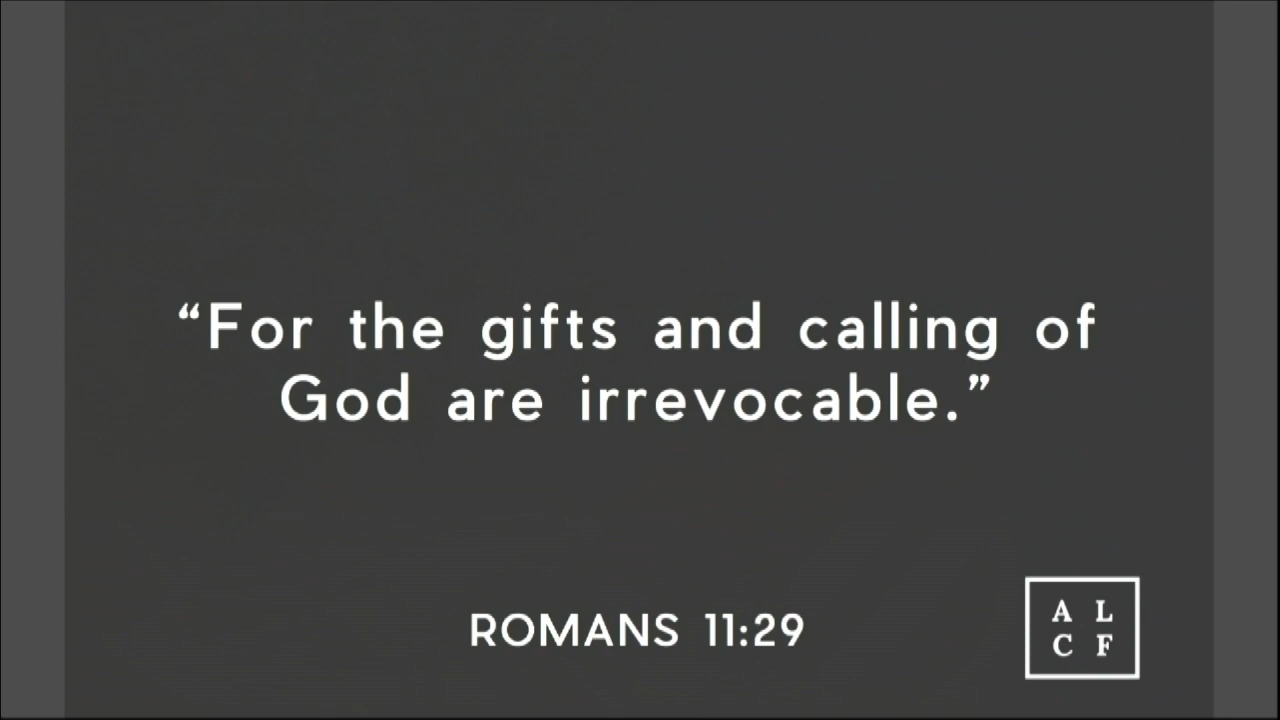 “For the gifts and calling of
God are irrevocable.”
ROMANS 11:29
A L
C F